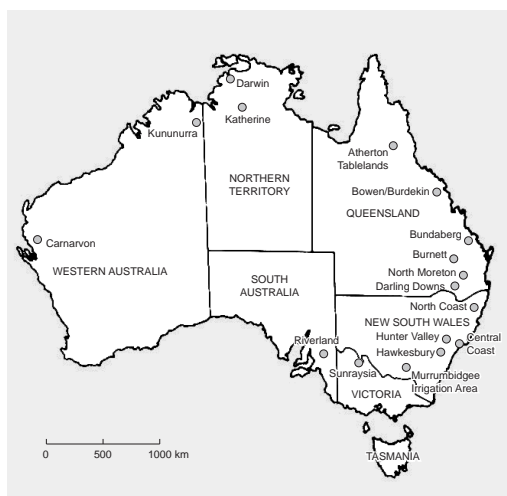 Darwin
Katherine
Kununurra
Atherton
Tablelands
NORTHERN
TERRITORY
Bowen/Burdekin
QUEENSLAND
Bundaberg
Carnarvon
Burnett
WESTERN AUSTRALIA
North Moreton
SOUTH
AUSTRALIA
Darling Downs
North Coast
NEW SOUTH WALES
Riverland
Hunter Valley
Central
Coast
Hawkesbury
Sunraysia
Murrumbidgee
Irrigation Area
VICTORIA
TASMANIA
0 500 1000 km